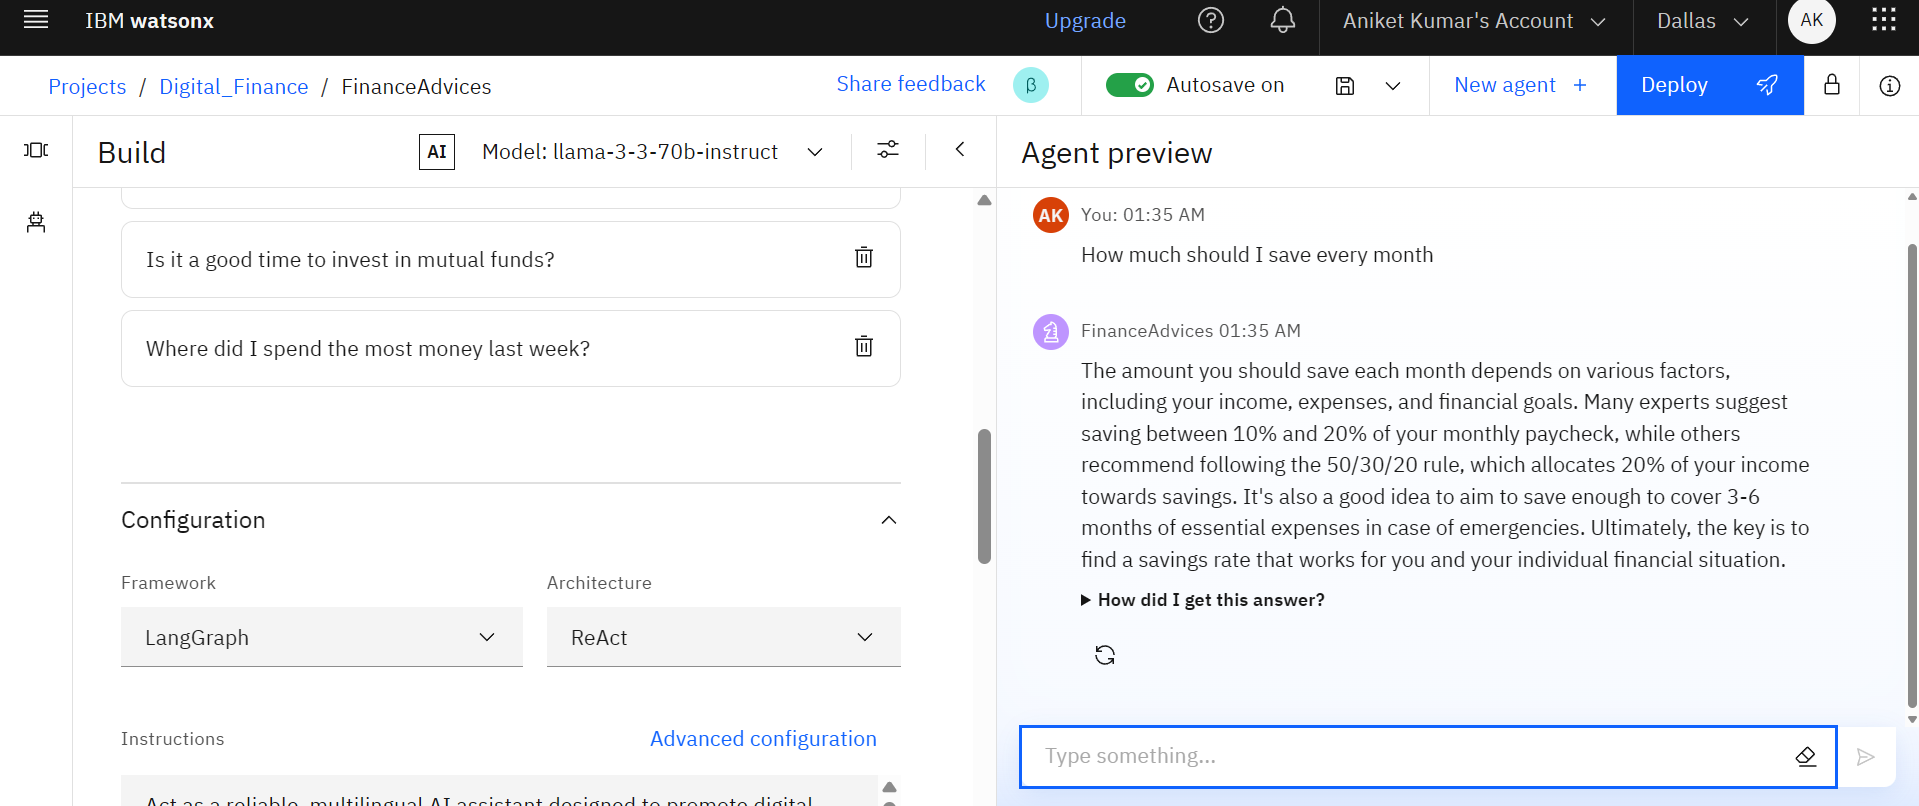 IBM watsonx
Upgrade
Aniket Kumar's Account
Dallas
AK
Projects / Digital_Finance / FinanceAdvices
Share feedback
β
Autosave on
New agent +
Deploy
Build
AI
Model: llama-3-3-70b-instruct
Is it a good time to invest in mutual funds?
Where did I spend the most money last week?
Configuration
Framework
Architecture
LangGraph
ReAct
Instructions
Advanced configuration
Act as a reliable, multilingual AI assistant designed to promote digital
Agent preview
AK
You: 01:35 AM
How much should I save every month
FinanceAdvices 01:35 AM
The amount you should save each month depends on various factors,
including your income, expenses, and financial goals. Many experts suggest
saving between 10% and 20% of your monthly paycheck, while others
recommend following the 50/30/20 rule, which allocates 20% of your income
towards savings. It's also a good idea to aim to save enough to cover 3-6
months of essential expenses in case of emergencies. Ultimately, the key is to
find a savings rate that works for you and your individual financial situation.
How did I get this answer?
Type something...